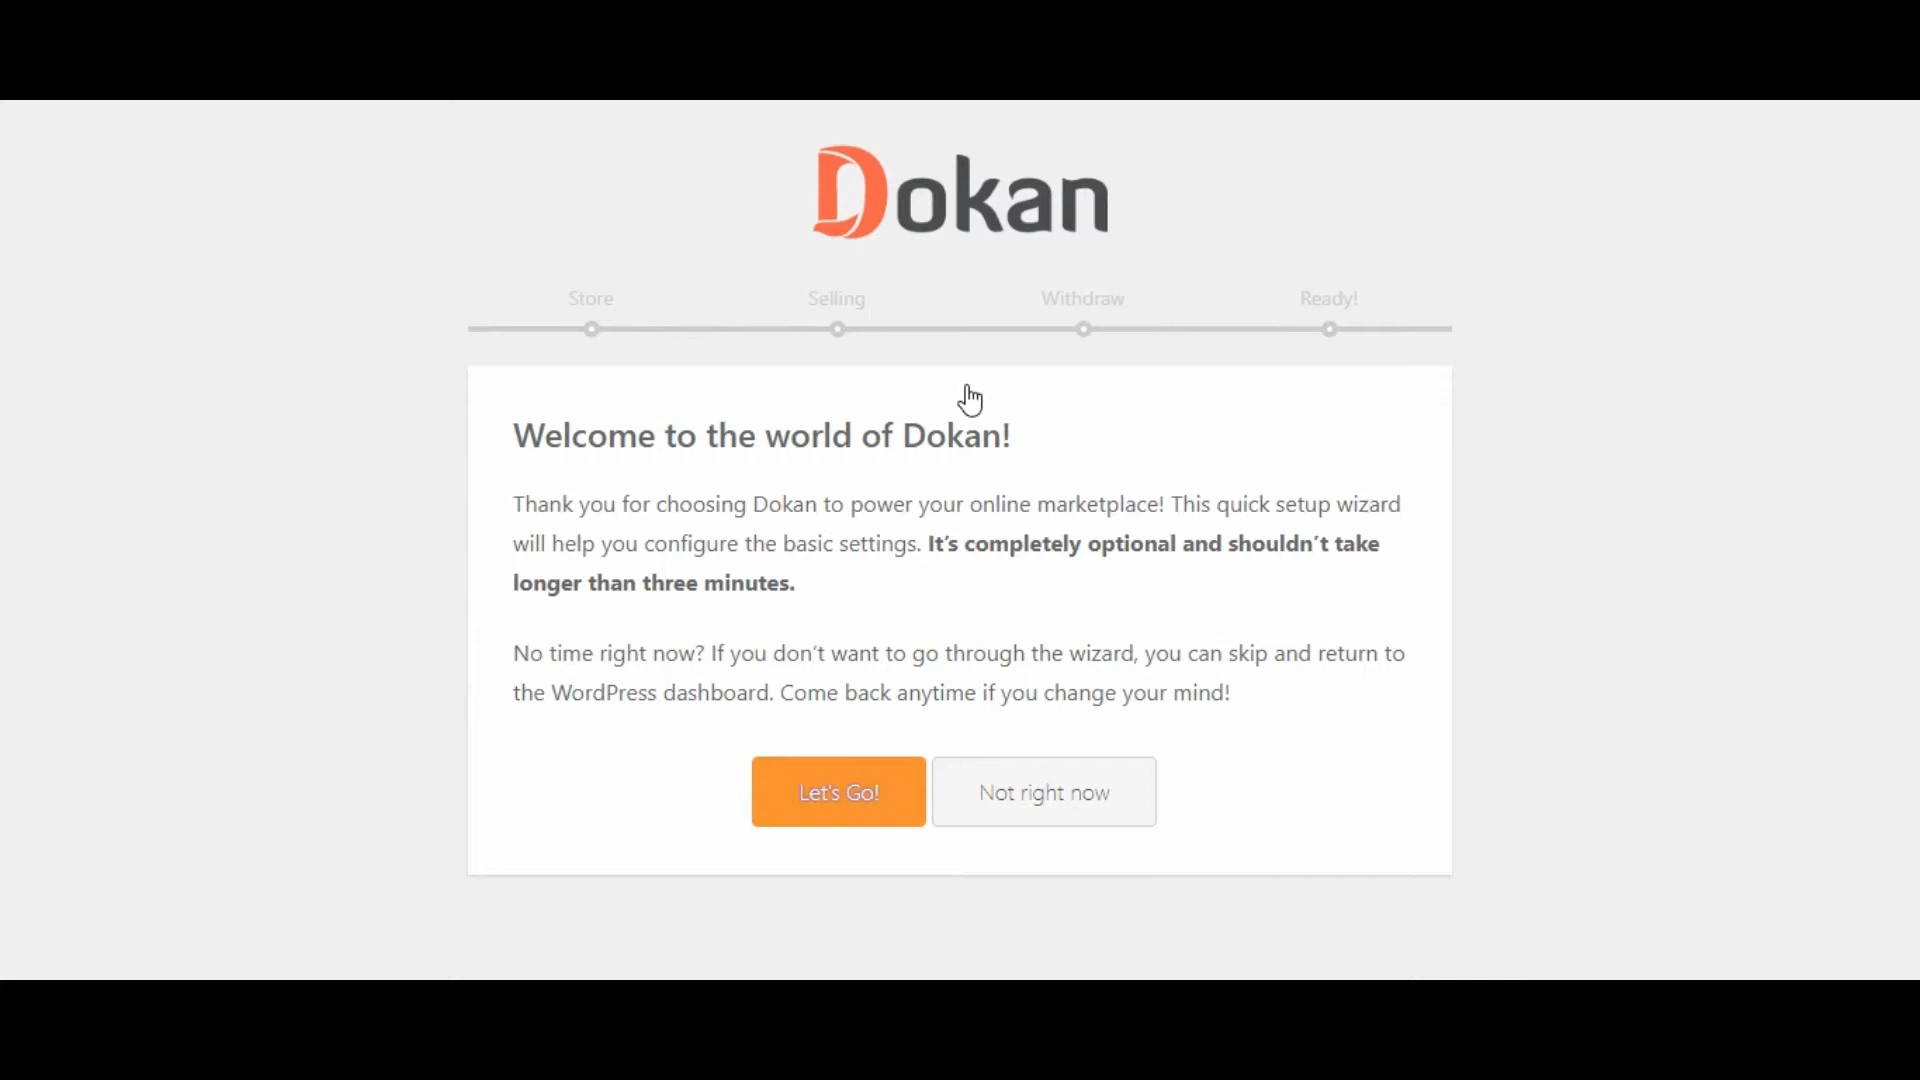 Dokan
Store Selling Withdraw Ready!
Welcome to the world of Dokan!
Thank you for choosing Dokan to power your online marketplace! This quick setup wizard
will help you configure the basic settings. It's completely optional and shouldn't take
longer than three minutes.
No time right now? If you don't want to go through the wizard, you can skip and return to
the WordPress dashboard. Come back anytime if you change your mind!
Let's Go! Not right now